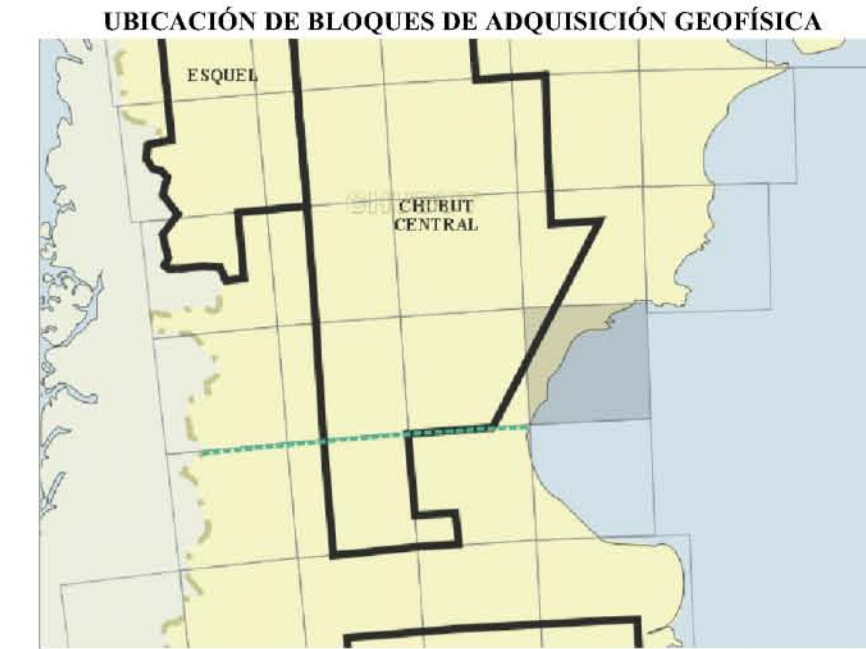 UBICACIÓN DE BLOQUES DE ADQUISICIÓN GEOFÍSICA
ESQUEL
CHUBUT
CENTRAL